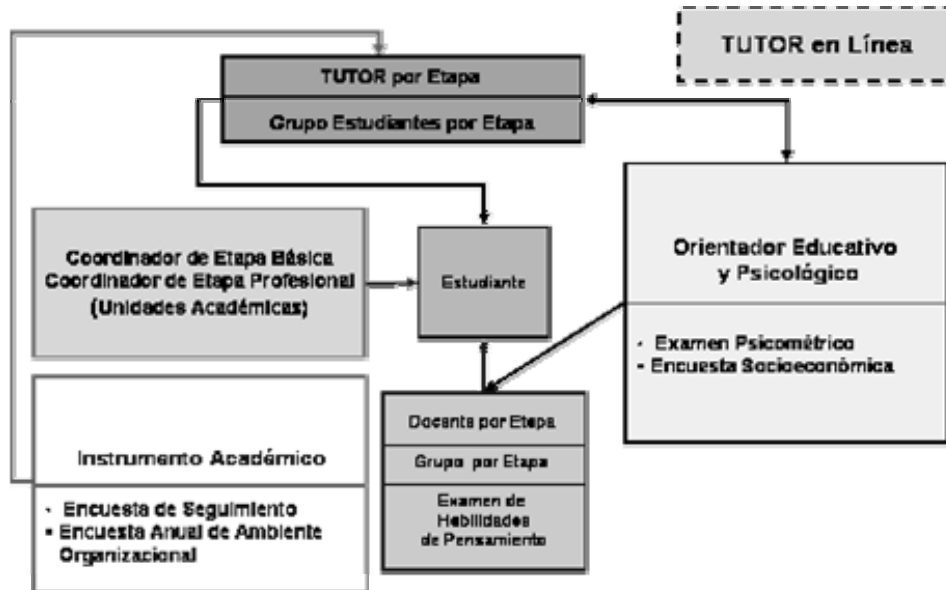 TUTOR en Línea
TUTOR por Etapa
Grupo Estudiantes por Etapa
Coordinador de Etapa Básica
Coordinador de Etapa Profesional
(Unidades Académicas)
Estudiante
Orientador Educativo
y Psicológico
- Examen Psicométrico
- Encuesta Socioeconómica
Docente por Etapa
Grupo por Etapa
Examen de
Habilidades
de Pensamiento
Instrumento Académico
- Encuesta de Seguimiento
▪ Encuesta Anual de Ambiente
Organizacional